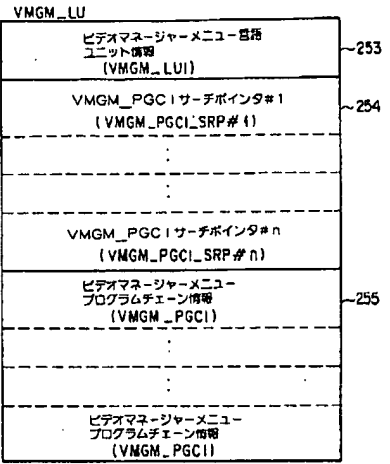 VMGM_LU
ビデオマネージャーメニュー言語
ユニット情報
(VMGM_LUI)
253
VMGM_PGCIサーチポインタ#1
(VMGM_PGCI_SRP#1)
254
:
:
VMGM_PGCIサーチポインタ#n
(VMGM_PGCI_SRP#n)
ビデオマネージャーメニュー
プログラムチェーン情報
(VMGM_PGCI)
255
:
:
ビデオマネージャーメニュー
プログラムチェーン情報
(VMGM_PGCI)